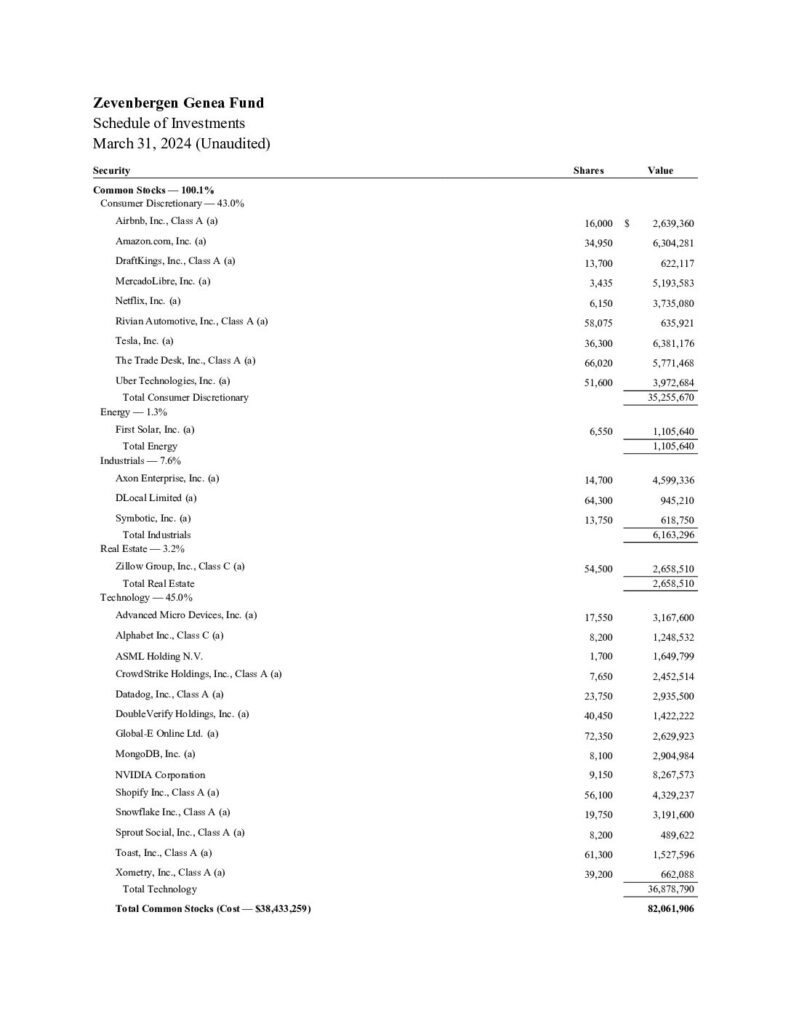 Zevenbergen Genea Fund
Schedule of Investments
March 31, 2024 (Unaudited)
Security Shares Value
Common Stocks — 100.1%
Consumer Discretionary — 43.0%
Airbnb, Inc., Class A (a) 16,000 $ 2,639,360
Amazon.com, Inc. (a) 34,950 6,304,281
DraftKings, Inc., Class A (a) 13,700 622,117
MercadoLibre, Inc. (a) 3,435 5,193,583
Netflix, Inc. (a) 6,150 3,735,080
Rivian Automotive, Inc., Class A (a) 58,075 635,921
Tesla, Inc. (a) 36,300 6,381,176
The Trade Desk, Inc., Class A (a) 66,020 5,771,468
Uber Technologies, Inc. (a) 51,600 3,972,684
Total Consumer Discretionary 35,255,670
Energy — 1.3%
First Solar, Inc. (a) 6,550 1,105,640
Total Energy 1,105,640
Industrials — 7.6%
Axon Enterprise, Inc. (a) 14,700 4,599,336
DLocal Limited (a) 64,300 945,210
Symbotic, Inc. (a) 13,750 618,750
Total Industrials 6,163,296
Real Estate — 3.2%
Zillow Group, Inc., Class C (a) 54,500 2,658,510
Total Real Estate 2,658,510
Technology — 45.0%
Advanced Micro Devices, Inc. (a) 17,550 3,167,600
Alphabet Inc., Class C (a) 8,200 1,248,532
ASML Holding N.V. 1,700 1,649,799
CrowdStrike Holdings, Inc., Class A (a) 7,650 2,452,514
Datadog, Inc., Class A (a) 23,750 2,935,500
DoubleVerify Holdings, Inc. (a) 40,450 1,422,222
Global-E Online Ltd. (a) 72,350 2,629,923
MongoDB, Inc. (a) 8,100 2,904,984
NVIDIA Corporation 9,150 8,267,573
Shopify Inc., Class A (a) 56,100 4,329,237
Snowflake Inc., Class A (a) 19,750 3,191,600
Sprout Social, Inc., Class A (a) 8,200 489,622
Toast, Inc., Class A (a) 61,300 1,527,596
Xometry, Inc., Class A (a) 39,200 662,088
Total Technology 36,878,790
Total Common Stocks (Cost — $38,433,259) 82,061,906